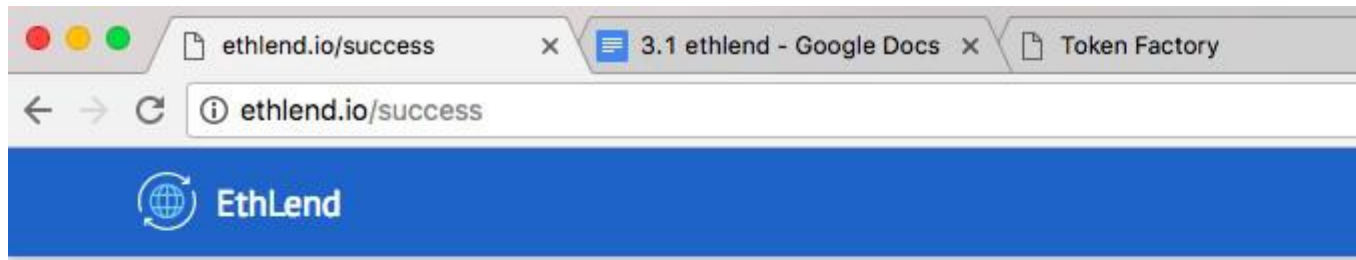 ethlend.io/success 3.1 ethlend - Google Docs Token Factory
ethlend.io/success
EthLend